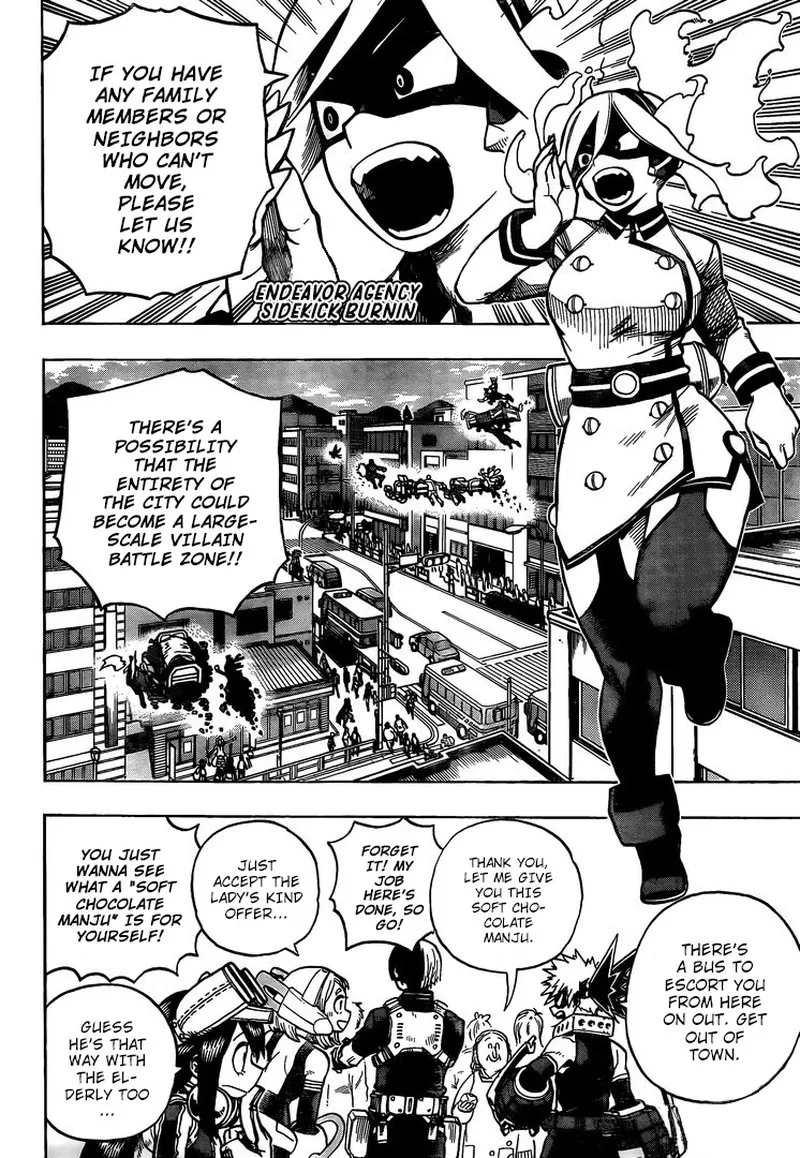 IF YOU HAVE
ANY FAMILY
MEMBERS OR
NEIGHBORS
WHO CAN'T
MOVE,
PLEASE
LET US
KNOW!!
ENDEAVOR AGENCY
SIDEKICK BURNIN
THERE'S A
POSSIBILITY
THAT THE
ENTIRETY OF
THE CITY COULD
BECOME A LARGE-
SCALE VILLAIN
BATTLE ZONE!!
THERE'S
A BUS TO
ESCORT YOU
FROM HERE
ON OUT. GET
OUT OF
TOWN.
THANK YOU,
LET ME GIVE
YOU THIS
SOFT CHO-
COLATE
MANJU.
FORGET
IT! MY
JOB
HERE'S
DONE, SO
GO!
JUST
ACCEPT THE
LADY'S KIND
OFFER...
YOU JUST
WANNA SEE
WHAT A "SOFT
CHOCOLATE
MANJU" IS FOR
YOURSELF!
GUESS
HE'S THAT
WAY WITH
THE EL-
DERLY TOO
...